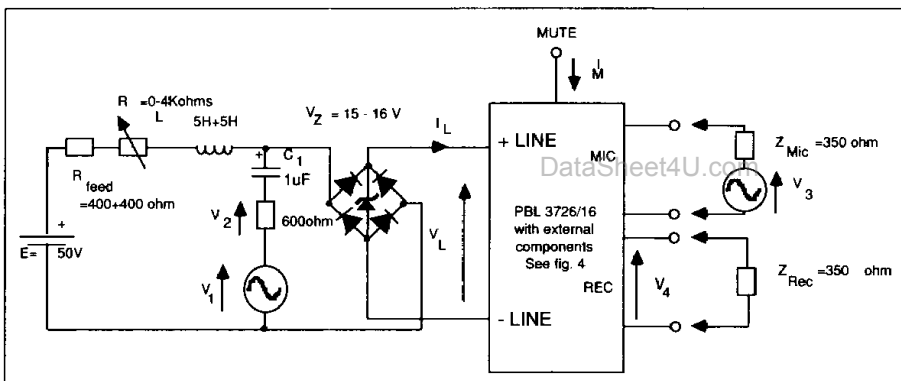 MUTE
I
M
R =0-4Kohms
L
5H+5H
V Z = 15 - 16 V
I L
+ LINE
MIC
Z Mic =350 ohm
DataSheet4U.com
C 1
1uF
R feed
=400+400 ohm
V 2
600ohm
V L
PBL 3726/16
with external
components
See fig. 4
V 3
+
E= 50V
V 1
REC
V 4
Z Rec =350 ohm
- LINE